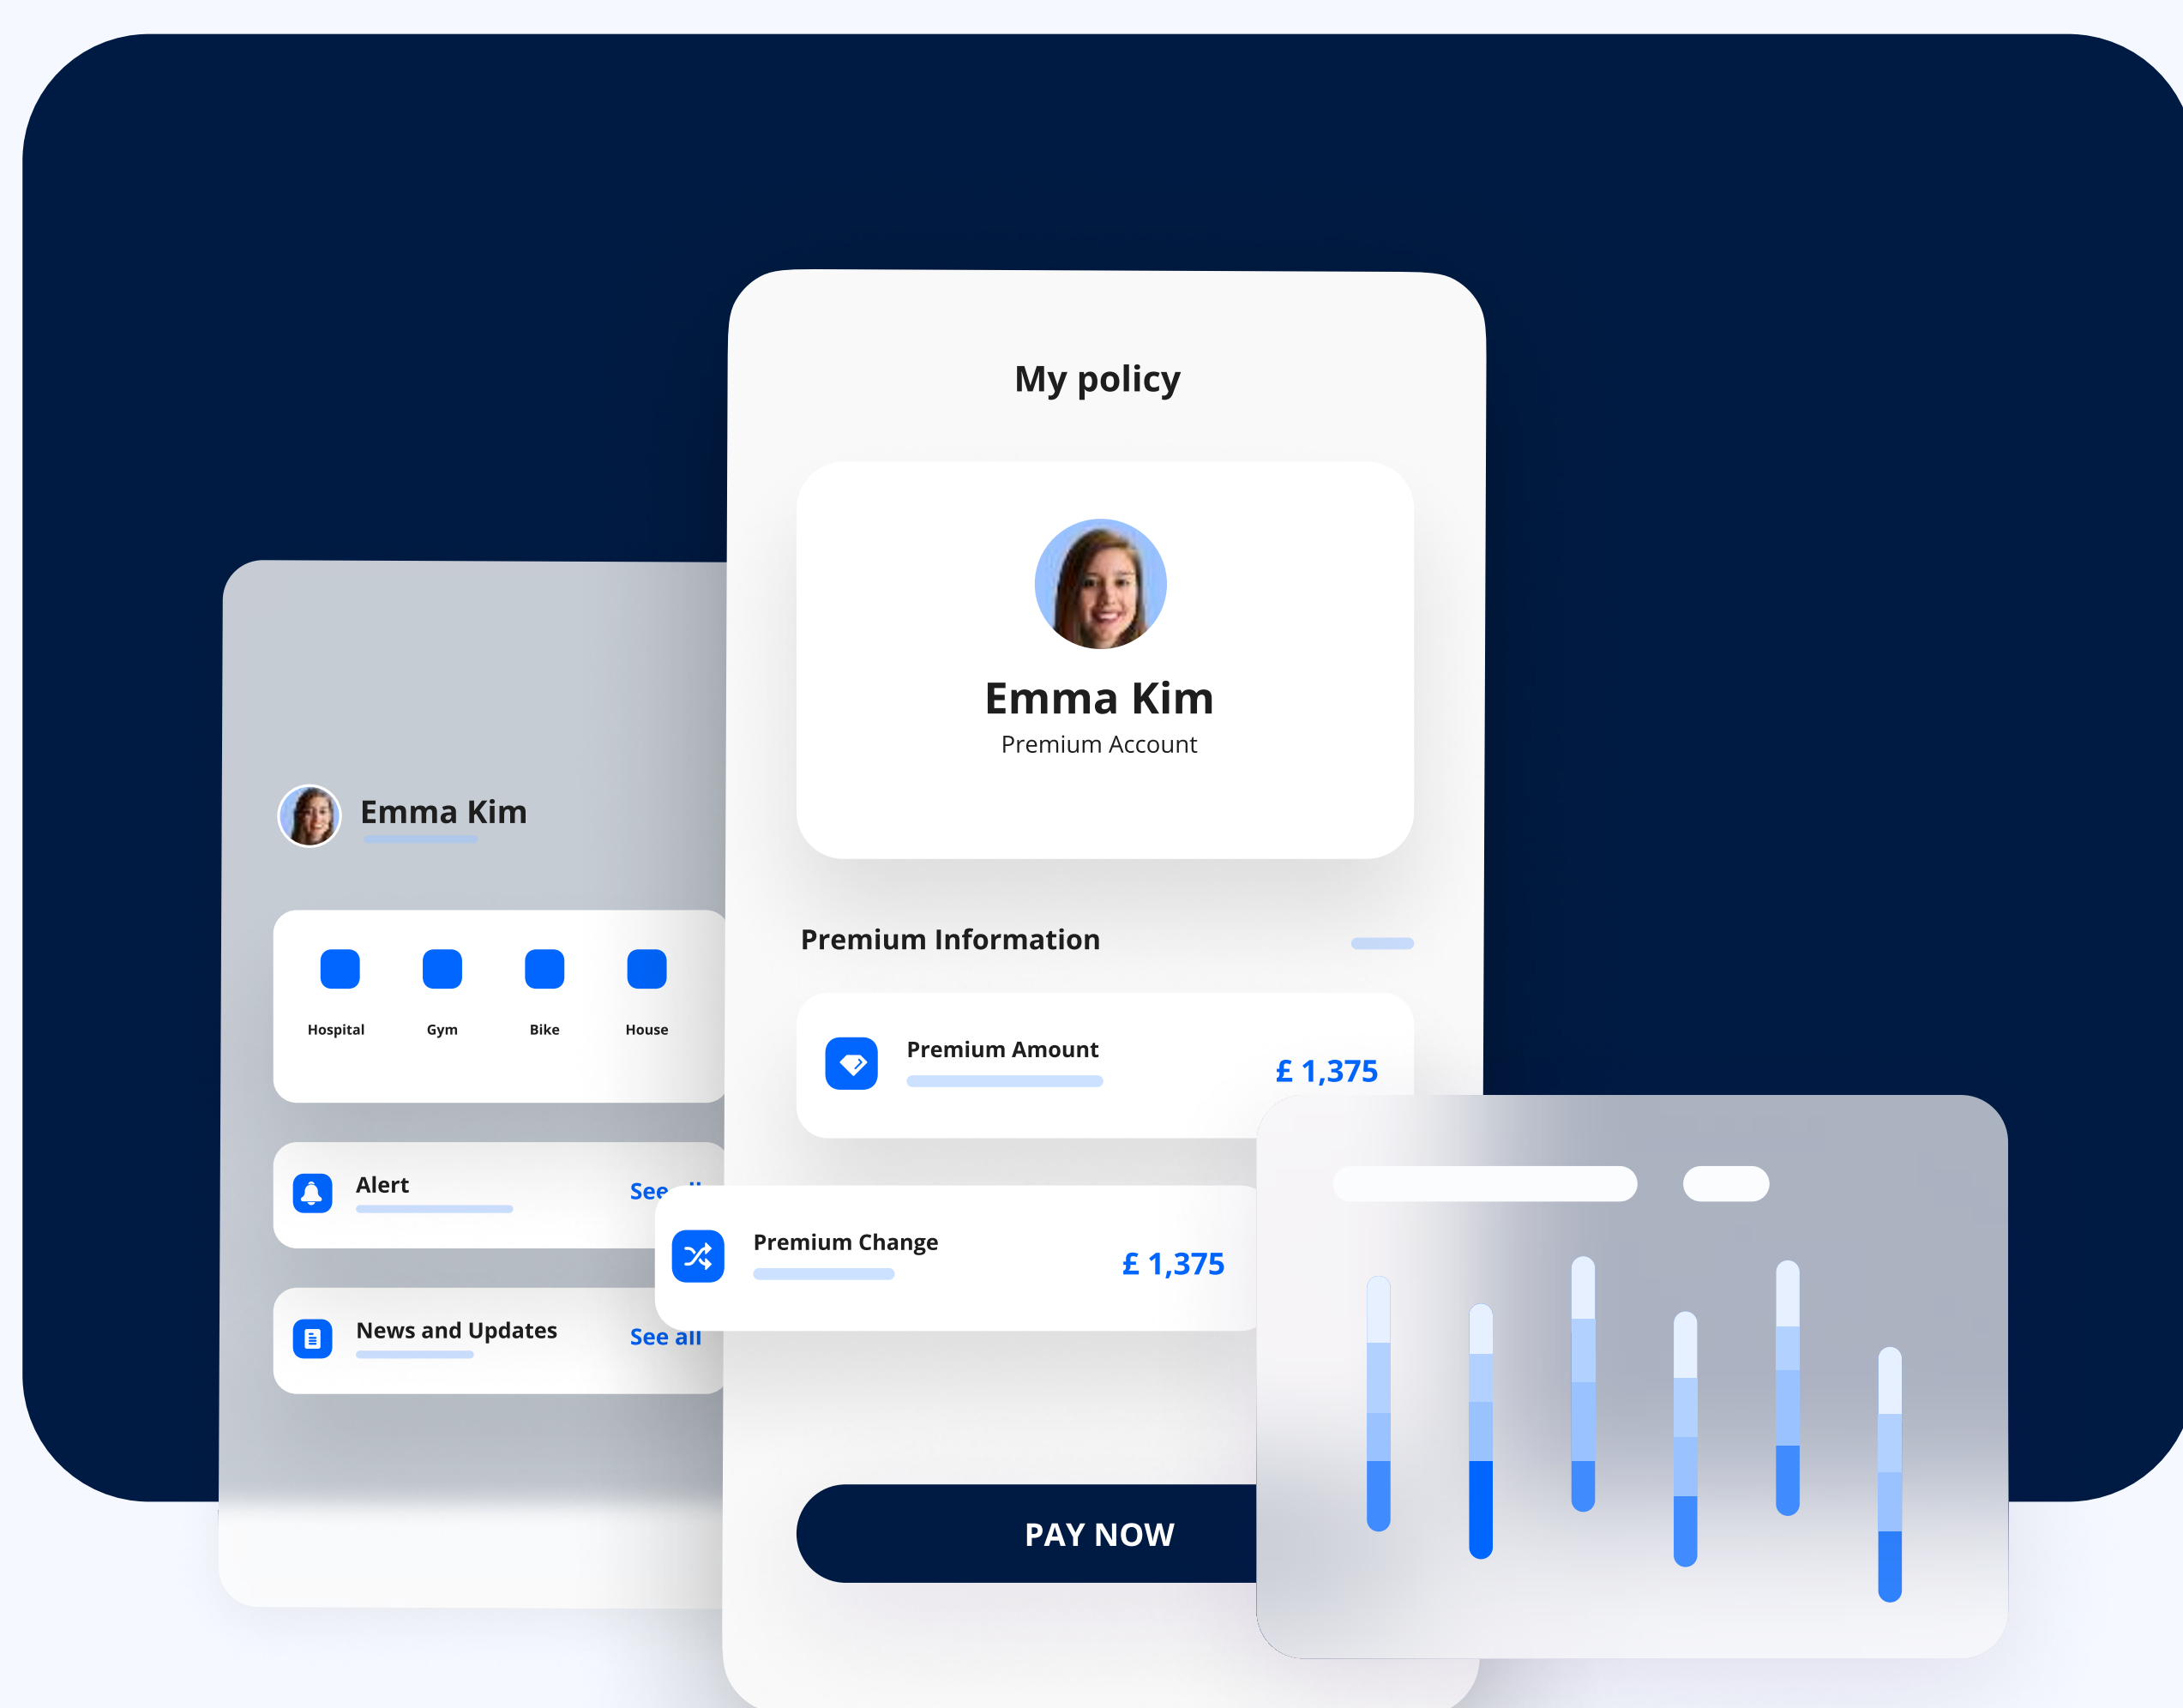 My policy
Emma Kim
Premium Account
Premium Information
Premium Amount
£ 1,375
Premium Change
£ 1,375
PAY NOW
Emma Kim
Hospital Gym Bike House
Alert
See
News and Updates
See all